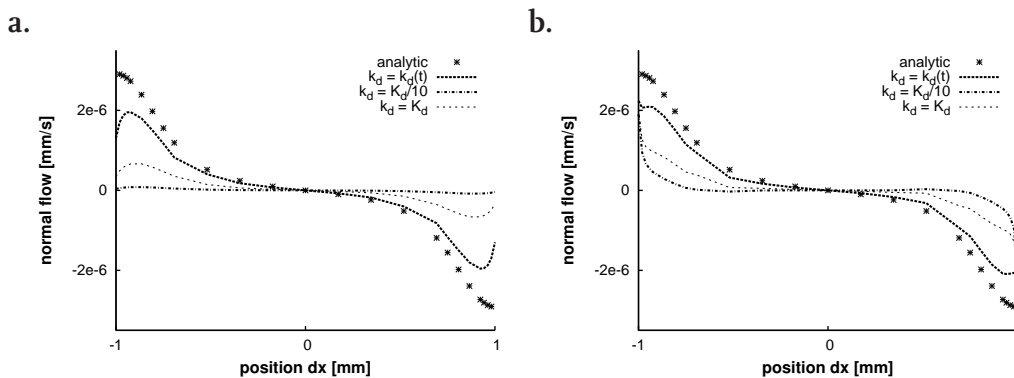 a.
analytic
k_d = k_d(t)
k_d = K_d/10
k_d = K_d
2e-6
0
-2e-6
normal flow [mm/s]
-1
0
1
position dx [mm]
b.
analytic
k_d = k_d(t)
k_d = K_d/10
k_d = K_d
2e-6
0
-2e-6
normal flow [mm/s]
-1
0
1
position dx [mm]